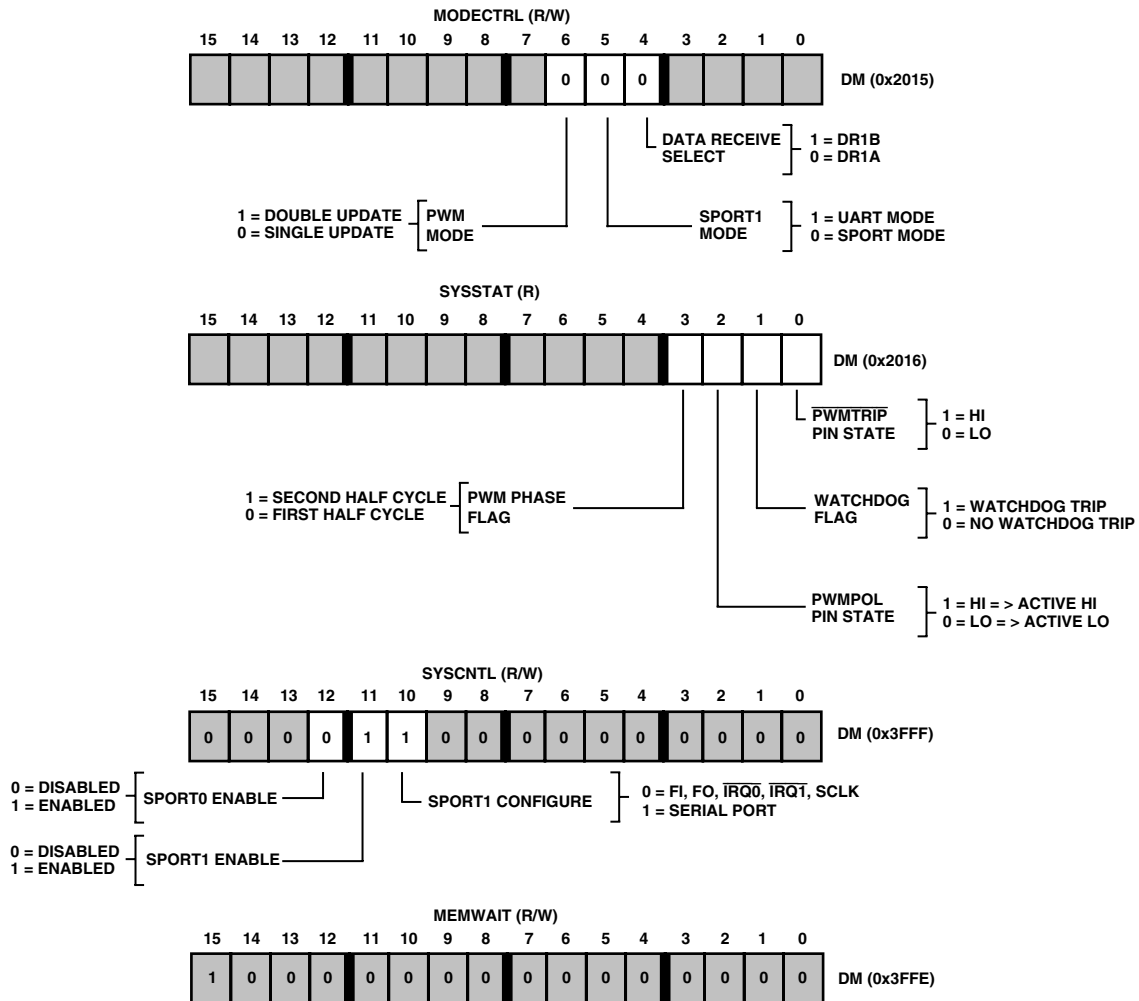 MODECTRL (R/W)
15 14 13 12 11 10 9 8 7 6 5 4 3 2 1 0
0 0 0 DM (0x2015)
DATA RECEIVE SELECT
1 = DR1B
0 = DR1A
1 = DOUBLE UPDATE
0 = SINGLE UPDATE
PWM MODE
SPORT1 MODE
1 = UART MODE
0 = SPORT MODE
SYSSTAT (R)
15 14 13 12 11 10 9 8 7 6 5 4 3 2 1 0
DM (0x2016)
PWMTRIP
PIN STATE
1 = HI
0 = LO
1 = SECOND HALF CYCLE
0 = FIRST HALF CYCLE
PWM PHASE
FLAG
WATCHDOG
FLAG
1 = WATCHDOG TRIP
0 = NO WATCHDOG TRIP
PWMPOL
PIN STATE
1 = HI = > ACTIVE HI
0 = LO = > ACTIVE LO
SYSCNTL (R/W)
15 14 13 12 11 10 9 8 7 6 5 4 3 2 1 0
0 0 0 0 1 1 0 0 0 0 0 0 0 0 0 0 DM (0x3FFF)
0 = DISABLED
1 = ENABLED
SPORT0 ENABLE
SPORT1 CONFIGURE
0 = FI, FO, IRQ0, IRQ1, SCLK
1 = SERIAL PORT
0 = DISABLED
1 = ENABLED
SPORT1 ENABLE
MEMWAIT (R/W)
15 14 13 12 11 10 9 8 7 6 5 4 3 2 1 0
1 0 0 0 0 0 0 0 0 0 0 0 0 0 0 0 DM (0x3FFE)